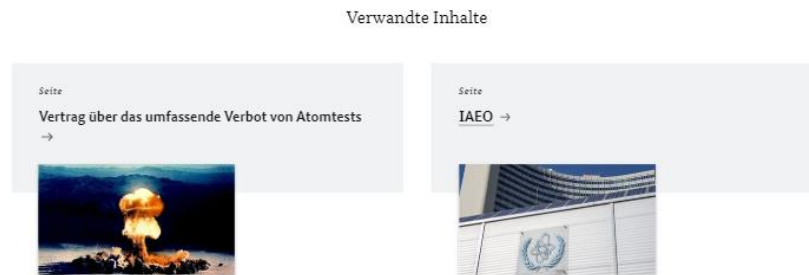 Verwandte Inhalte
Seite
Vertrag über das umfassende Verbot von Atomtests
→
Seite
IAEO →